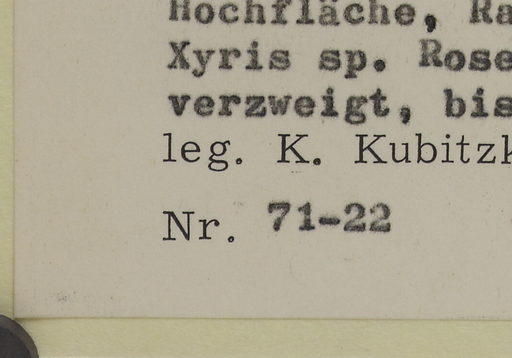 Hochfläche, Ra
Xyris sp. Rose
verzweigt, bis
leg. K. Kubitzk
Nr. 71-22